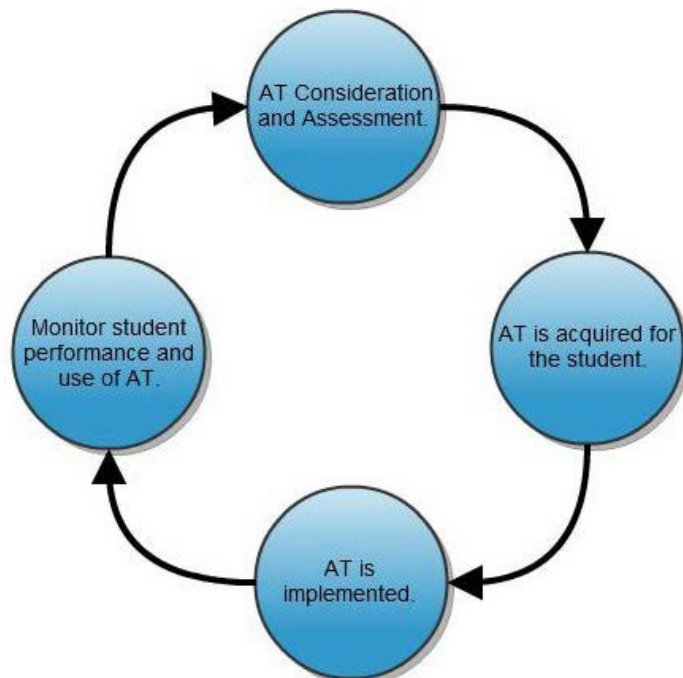 AT Consideration
and Assessment.
AT is acquired for
the student.
AT is
implemented.
Monitor student
performance and
use of AT.